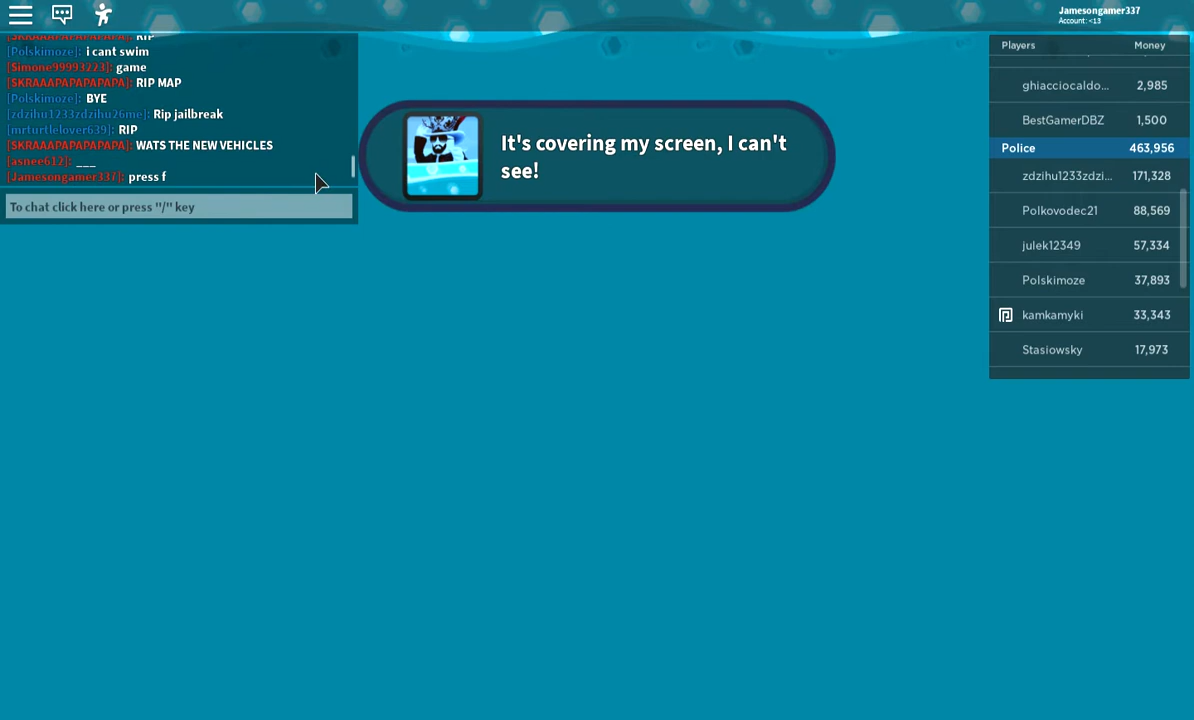 Jamesongamer337
Account: <13
[SKRAAAPAPAPAPAPA]: RIP
[Polskimoze]: i cant swim
[Simone99993223]: game
[SKRAAAPAPAPAPAPA]: RIP MAP
[Polskimoze]: BYE
[zdzihu1233zdzihu26me]: Rip jailbreak
[mrturtlelover639]: RIP
[SKRAAAPAPAPAPAPA]: WATS THE NEW VEHICLES
[asnee612]: ___
[Jamesongamer337]: press f
To chat click here or press "/" key
It's covering my screen, I can't
see!
Players Money
ghiacciocaldo... 2,985
BestGamerDBZ 1,500
Police 463,956
zdzihu1233zdzi... 171,328
Polkovodec21 88,569
julek12349 57,334
Polskimoze 37,893
kamkamyki 33,343
Stasiowsky 17,973